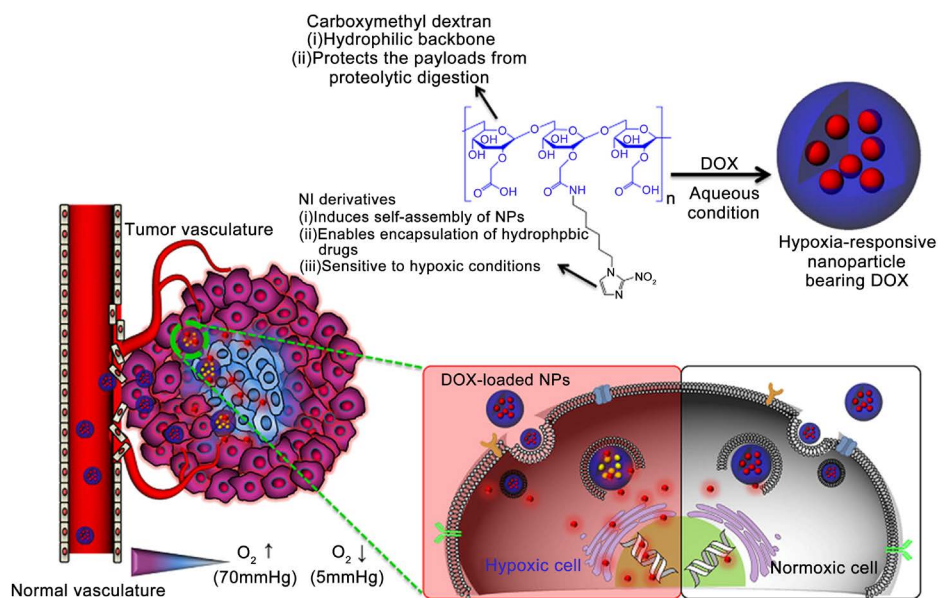 Carboxymethyl dextran
(i)Hydrophilic backbone
(ii)Protects the payloads from
proteolytic digestion
O
O
O
O
O
O
OH
OH
OH
OH
OH
OH
O
O
O
O
OH
O
NH
O
OH
n
N
N
NO₂
DOX
Aqueous
condition
Hypoxia-responsive
nanoparticle
bearing DOX
NI derivatives
(i)Induces self-assembly of NPs
(ii)Enables encapsulation of hydrophpbic
drugs
(iii)Sensitive to hypoxic conditions
Tumor vasculature
Normal vasculature
O₂ ↑
(70mmHg)
O₂ ↓
(5mmHg)
DOX-loaded NPs
Hypoxic cell
Normoxic cell